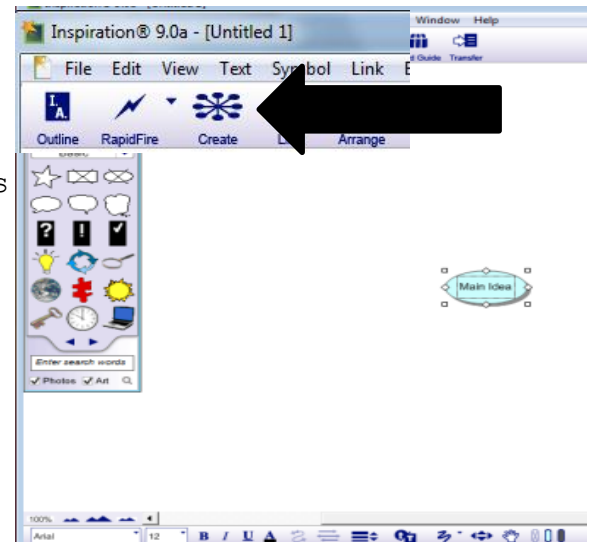 Inspiration® 9.0a - [Untitled 1]
Window Help
File Edit View Text Symbol Link
Guide Transfer
I.
A.
Outline RapidFire Create Arrange
Basic
s
? ! ✓
Main Idea
Enter search words
Photos Art
100%
Arial 12 B I U A